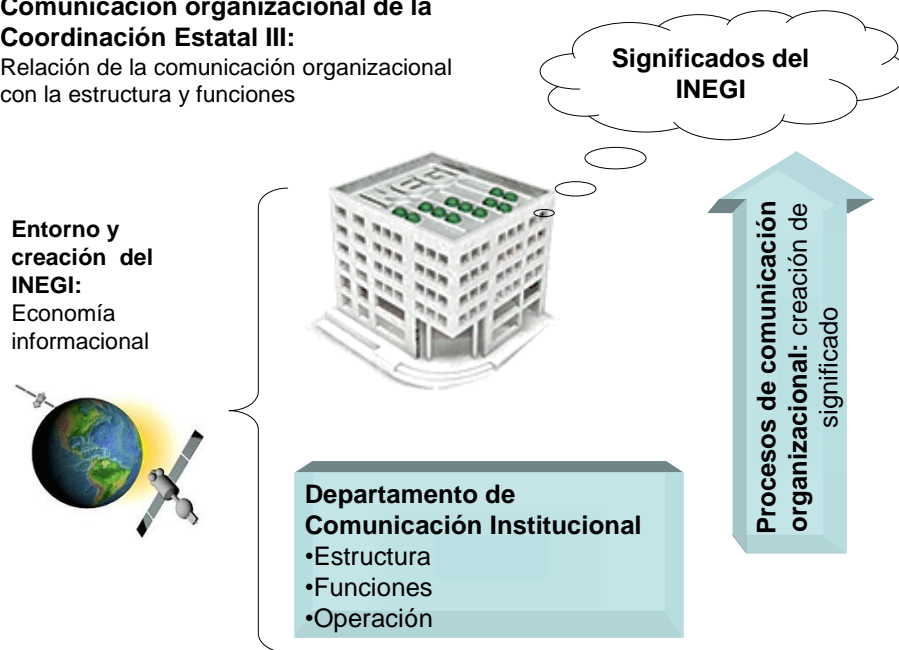 Comunicación organizacional de la
Coordinación Estatal III:
Relación de la comunicación organizacional
con la estructura y funciones
Significados del
INEGI
Entorno y
creación del
INEGI:
Economía
informacional
INEGI
Departamento de
Comunicación Institucional
•Estructura
•Funciones
•Operación
Procesos de comunicación
organizacional: creación de
significado